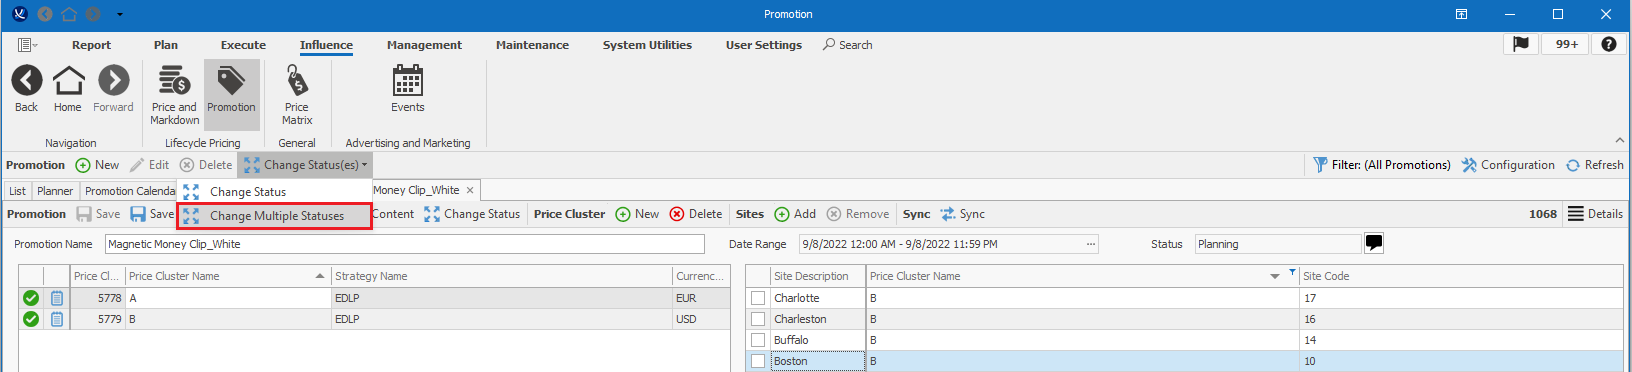 Promotion
Report Plan Execute Influence Management Maintenance System Utilities User Settings Search 99+ ?
Back Home Forward Price and Markdown Promotion Price Matrix Events
Navigation Lifecycle Pricing General Advertising and Marketing
Promotion New Edit Delete Change Status(es) Filter: (All Promotions) Configuration Refresh
List Planner Promotion Calenda Money Clip_White ×
Change Status
Promotion Save Save Content Change Status Price Cluster New Delete Sites Add Remove Sync Sync 1068 Details
Change Multiple Statuses
Promotion Name Magnetic Money Clip_White Date Range 9/8/2022 12:00 AM - 9/8/2022 11:59 PM ... Status Planning
Price Cl... Price Cluster Name Strategy Name Currenc... Site Description Price Cluster Name Site Code
5778 A EDLP EUR Charlotte B 17
5779 B EDLP USD Charleston B 16
Buffalo B 14
Boston B 10